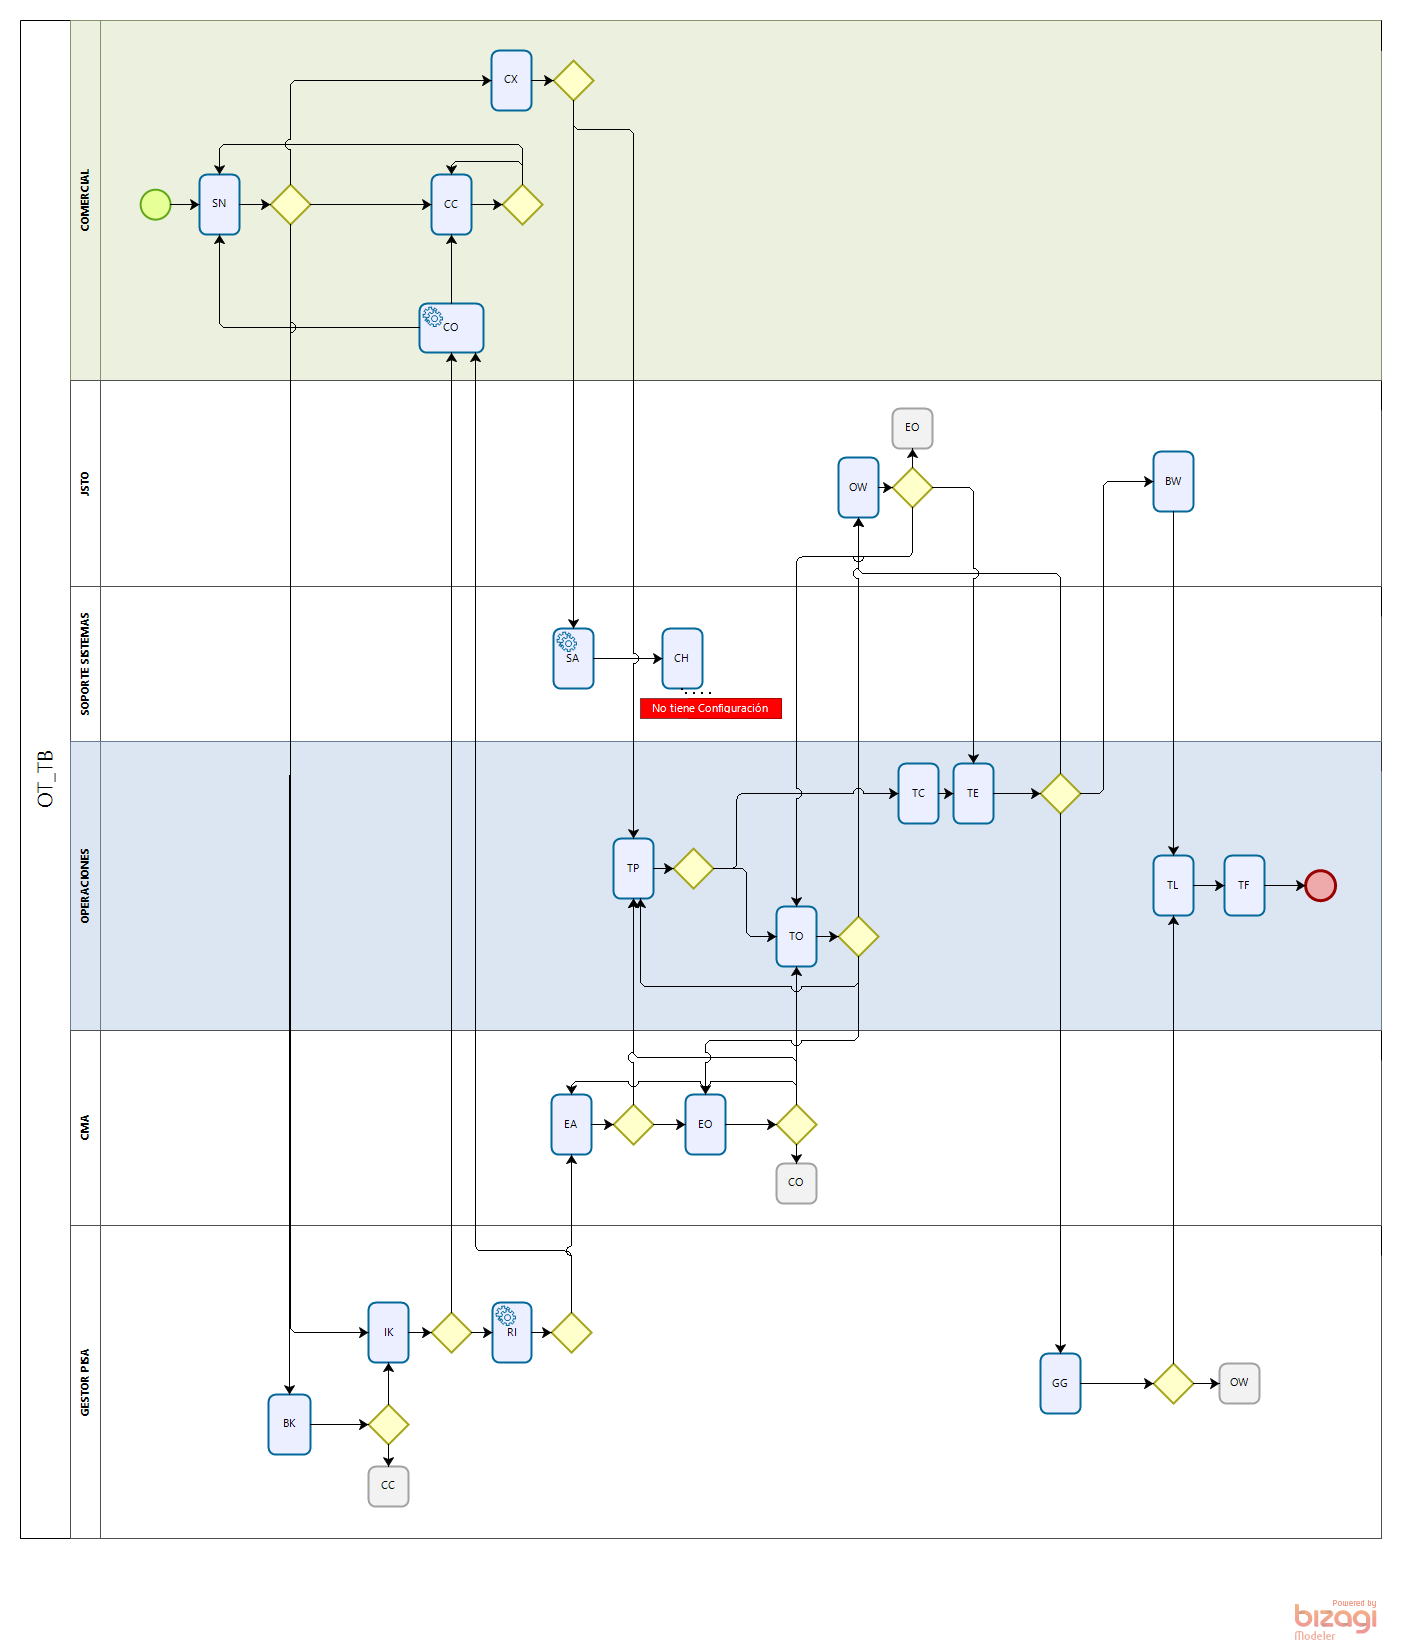 OT_TB
COMERCIAL
CX
SN
CC
CO
JSTO
EO
OW
BW
SOPORTE SISTEMAS
SA
CH
No tiene Configuración
OPERACIONES
TC
TE
TP
TO
TL
TF
CMA
EA
EO
CO
GESTOR PISA
IK
RI
GG
OW
BK
CC
Powered by
bizagi
Modeler